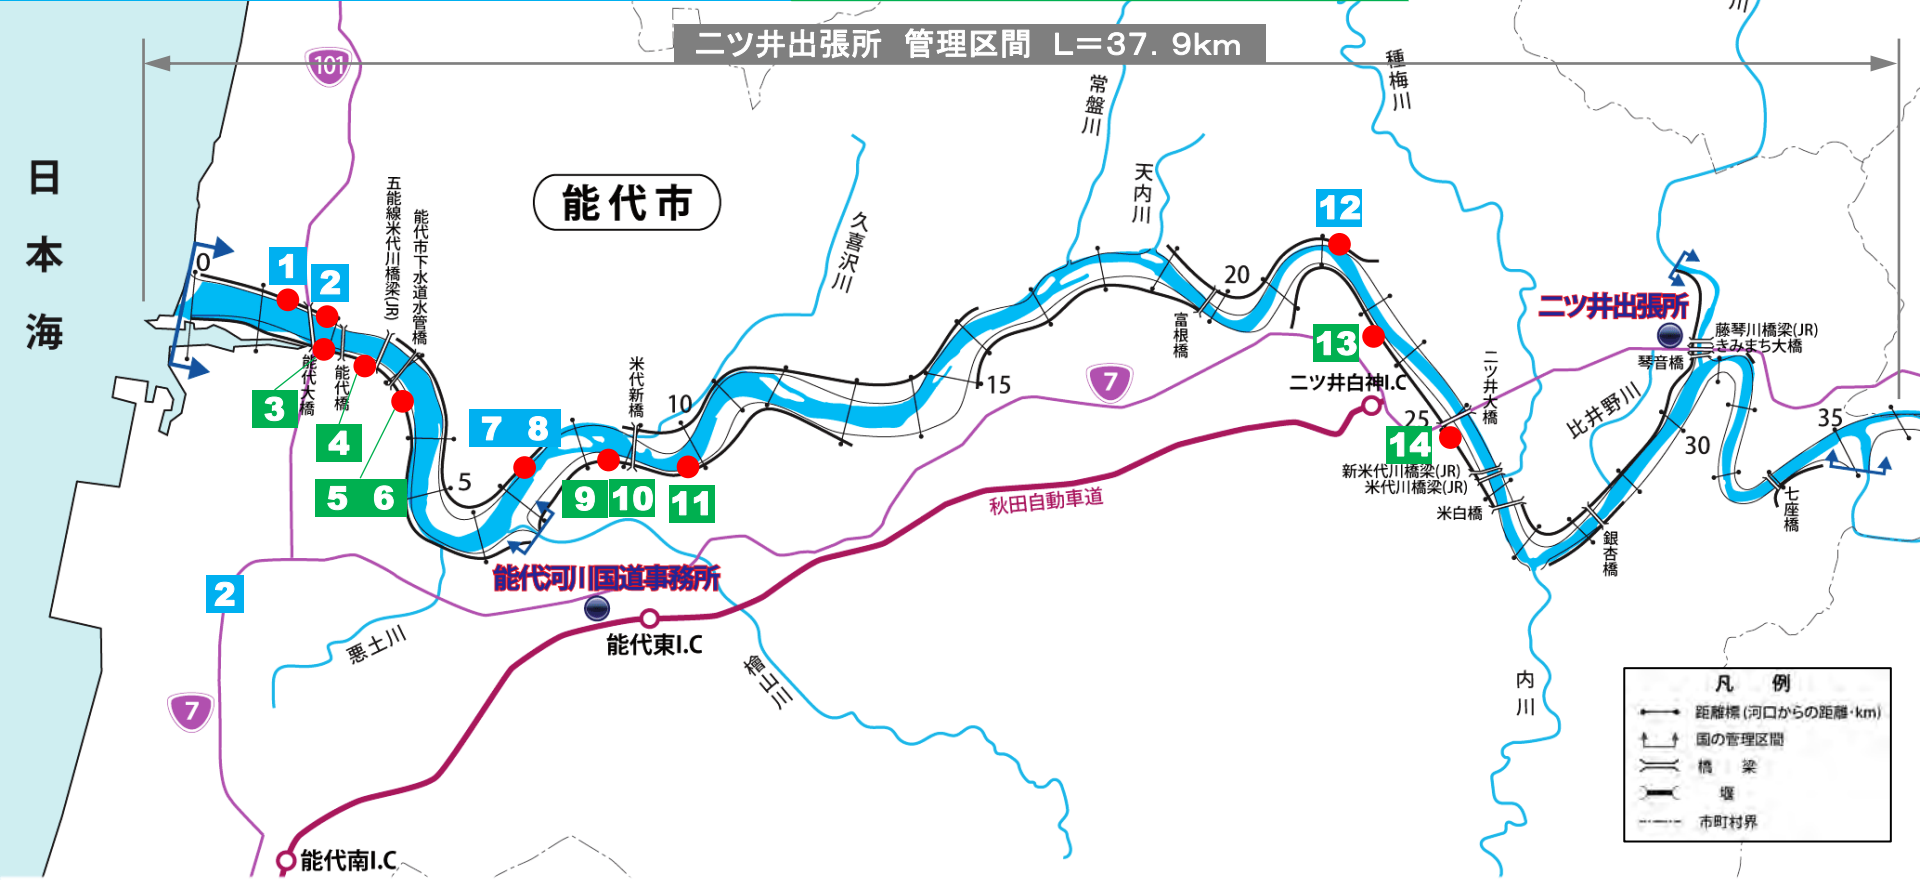 二ツ井出張所　管理区間　L＝37．9km
101
日本海
能代市
常盤川
種梅川
天内川
久喜沢川
五能線米代川橋梁(JR)
能代市下水道水管橋
0
1
2
3
能代大橋
能代橋
4
5 6
5
7 8
9
10
11
米代新橋
10
15
富根橋
20
12
13
7
二ツ井白神I.C
25
14
二ツ井大橋
新米代川橋梁(JR)
米代川橋梁(JR)
米白橋
二ツ井出張所
藤琴川橋梁(JR)
きみまち大橋
琴音橋
比井野川
30
35
銀杏橋
七座橋
秋田自動車道
能代河川国道事務所
能代東I.C
2
悪土川
檜山川
7
能代南I.C
内川
川
凡　例
距離標(河口からの距離・km)
国の管理区間
橋　梁
堰
市町村界